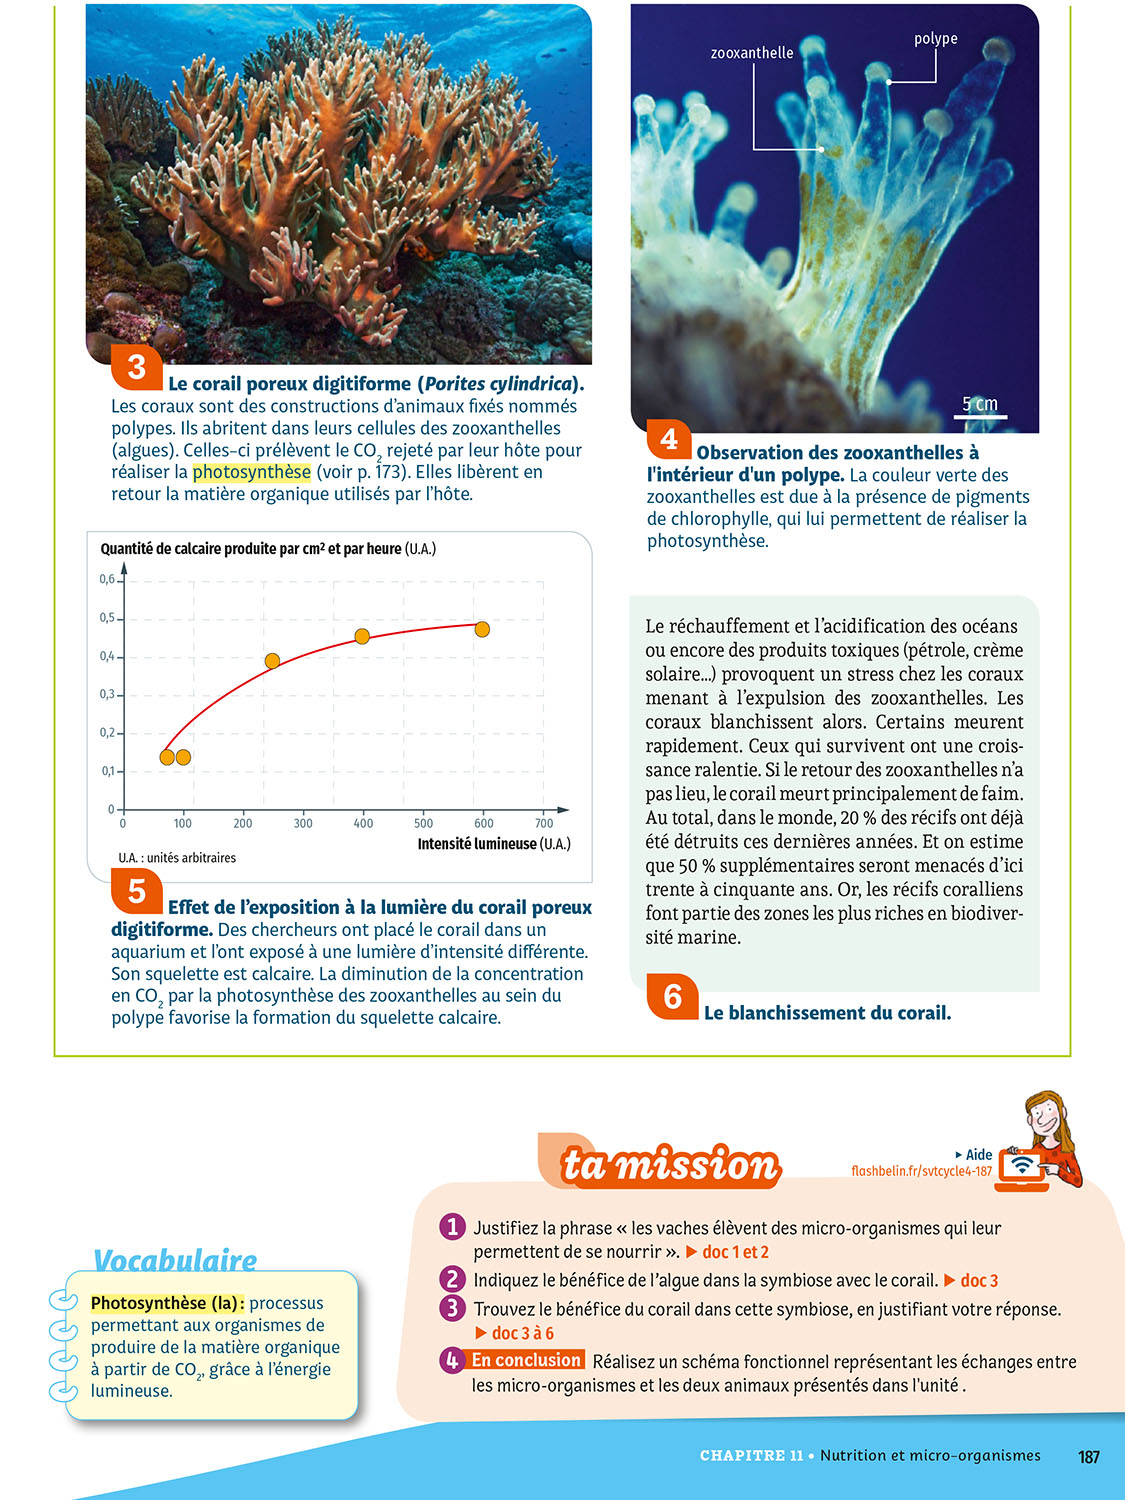 zooxanthelle
polype
5 cm
3 Le corail poreux digitiforme (Porites cylindrica).
Les coraux sont des constructions d'animaux fixés nommés
polypes. Ils abritent dans leurs cellules des zooxanthelles
(algues). Celles-ci prélèvent le CO2 rejeté par leur hôte pour
réaliser la photosynthèse (voir p. 173). Elles libèrent en
retour la matière organique utilisés par l'hôte.
4 Observation des zooxanthelles à
l'intérieur d'un polype. La couleur verte des
zooxanthelles est due à la présence de pigments
de chlorophylle, qui lui permettent de réaliser la
photosynthèse.
Quantité de calcaire produite par cm² et par heure (U.A.)
0,6
0,5
0,4
0,3
0,2
0,1
0
0 100 200 300 400 500 600 700
Intensité lumineuse (U.A.)
U.A. : unités arbitraires
5 Effet de l'exposition à la lumière du corail poreux
digitiforme. Des chercheurs ont placé le corail dans un
aquarium et l'ont exposé à une lumière d'intensité différente.
Son squelette est calcaire. La diminution de la concentration
en CO2 par la photosynthèse des zooxanthelles au sein du
polype favorise la formation du squelette calcaire.
Le réchauffement et l'acidification des océans
ou encore des produits toxiques (pétrole, crème
solaire...) provoquent un stress chez les coraux
menant à l'expulsion des zooxanthelles. Les
coraux blanchissent alors. Certains meurent
rapidement. Ceux qui survivent ont une crois-
sance ralentie. Si le retour des zooxanthelles n'a
pas lieu, le corail meurt principalement de faim.
Au total, dans le monde, 20 % des récifs ont déjà
été détruits ces dernières années. Et on estime
que 50 % supplémentaires seront menacés d'ici
trente à cinquante ans. Or, les récifs coralliens
font partie des zones les plus riches en biodiver-
sité marine.
6 Le blanchissement du corail.
ta mission
▶ Aide
flashbelin.fr/svtcycle4-187
1 Justifiez la phrase « les vaches élèvent des micro-organismes qui leur
permettent de se nourrir ». ▶ doc 1 et 2
2 Indiquez le bénéfice de l'algue dans la symbiose avec le corail. ▶ doc 3
3 Trouvez le bénéfice du corail dans cette symbiose, en justifiant votre réponse.
▶ doc 3 à 6
4 En conclusion Réalisez un schéma fonctionnel représentant les échanges entre
les micro-organismes et les deux animaux présentés dans l'unité .
Vocabulaire
Photosynthèse (la) : processus
permettant aux organismes de
produire de la matière organique
à partir de CO2, grâce à l'énergie
lumineuse.
CHAPITRE 11 • Nutrition et micro-organismes 187